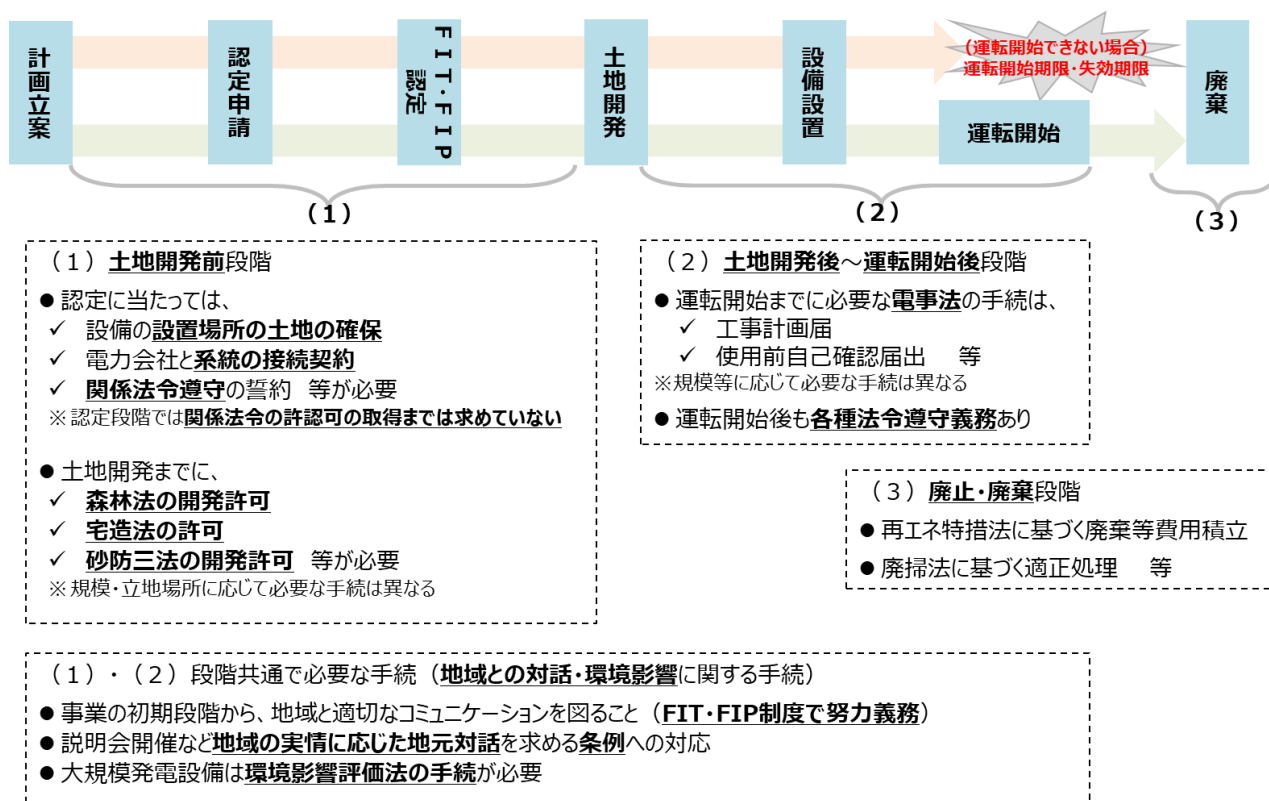 計画立案
認定申請
FIT・FIP認定
土地開発
設備設置
(運転開始できない場合)
運転開始期限・失効期限
運転開始
廃棄
(1)
(2)
(3)
(1)土地開発前段階
● 認定に当たっては、
✓ 設備の設置場所の土地の確保
✓ 電力会社と系統の接続契約
✓ 関係法令遵守の誓約 等が必要
※認定段階では関係法令の許認可の取得までは求めていない
● 土地開発までに、
✓ 森林法の開発許可
✓ 宅造法の許可
✓ 砂防三法の開発許可 等が必要
※規模・立地場所に応じて必要な手続は異なる
(2)土地開発後～運転開始後段階
● 運転開始までに必要な電事法の手続は、
✓ 工事計画届
✓ 使用前自己確認届出 等
※規模等に応じて必要な手続は異なる
● 運転開始後も各種法令遵守義務あり
(3)廃止・廃棄段階
● 再エネ特措法に基づく廃棄等費用積立
● 廃掃法に基づく適正処理 等
(1)・(2)段階共通で必要な手続(地域との対話・環境影響に関する手続)
● 事業の初期段階から、地域と適切なコミュニケーションを図ること(FIT・FIP制度で努力義務)
● 説明会開催など地域の実情に応じた地元対話を求める条例への対応
● 大規模発電設備は環境影響評価法の手続が必要